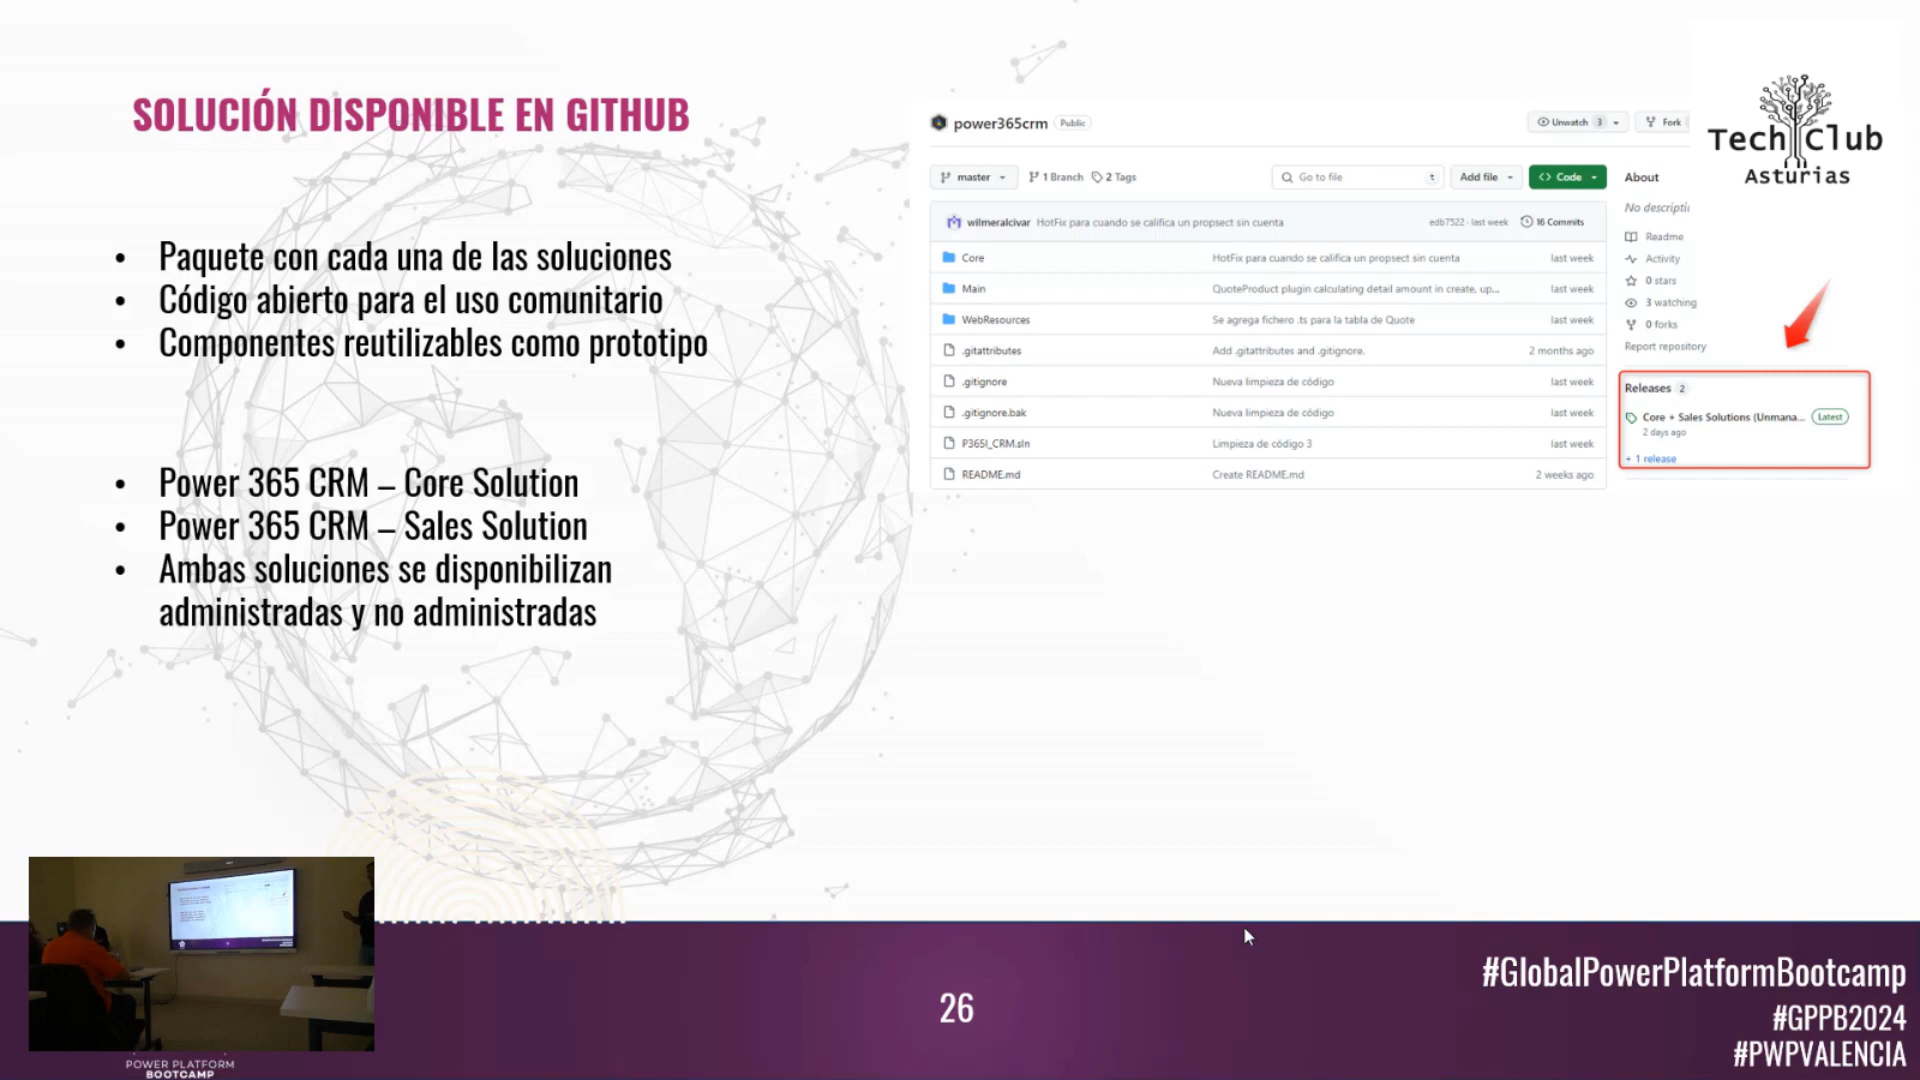 SOLUCIÓN DISPONIBLE EN GITHUB
• Paquete con cada una de las soluciones
• Código abierto para el uso comunitario
• Componentes reutilizables como prototipo
• Power 365 CRM – Core Solution
• Power 365 CRM – Sales Solution
• Ambas soluciones se disponibilizan
administradas y no administradas
power365crm Public
Unwatch 3
Fork
master
1 Branch
2 Tags
Go to file
t
Add file
<> Code
wilmeralcivar HotFix para cuando se califica un propsect sin cuenta edb7522 · last week 16 Commits
Core HotFix para cuando se califica un propsect sin cuenta last week
Main QuoteProduct plugin calculating detail amount in create, up... last week
WebResources Se agrega fichero .ts para la tabla de Quote last week
.gitattributes Add .gitattributes and .gitignore. 2 months ago
.gitignore Nueva limpieza de código last week
.gitignore.bak Nueva limpieza de código last week
P365I_CRM.sln Limpieza de código 3 last week
README.md Create README.md 2 weeks ago
About
No descripti
Readme
Activity
0 stars
3 watching
0 forks
Report repository
Releases 2
Core + Sales Solutions (Unmana... Latest
2 days ago
+ 1 release
Tech Club
Asturias
POWER PLATFORM
BOOTCAMP
26
#GlobalPowerPlatformBootcamp
#GPPB2024
#PWPVALENCIA